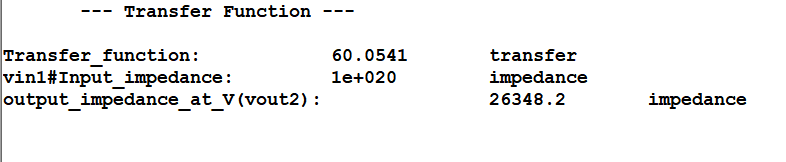 --- Transfer Function ---
Transfer_function: 60.0541 transfer
vin1#Input_impedance: 1e+020 impedance
output_impedance_at_V(vout2): 26348.2 impedance